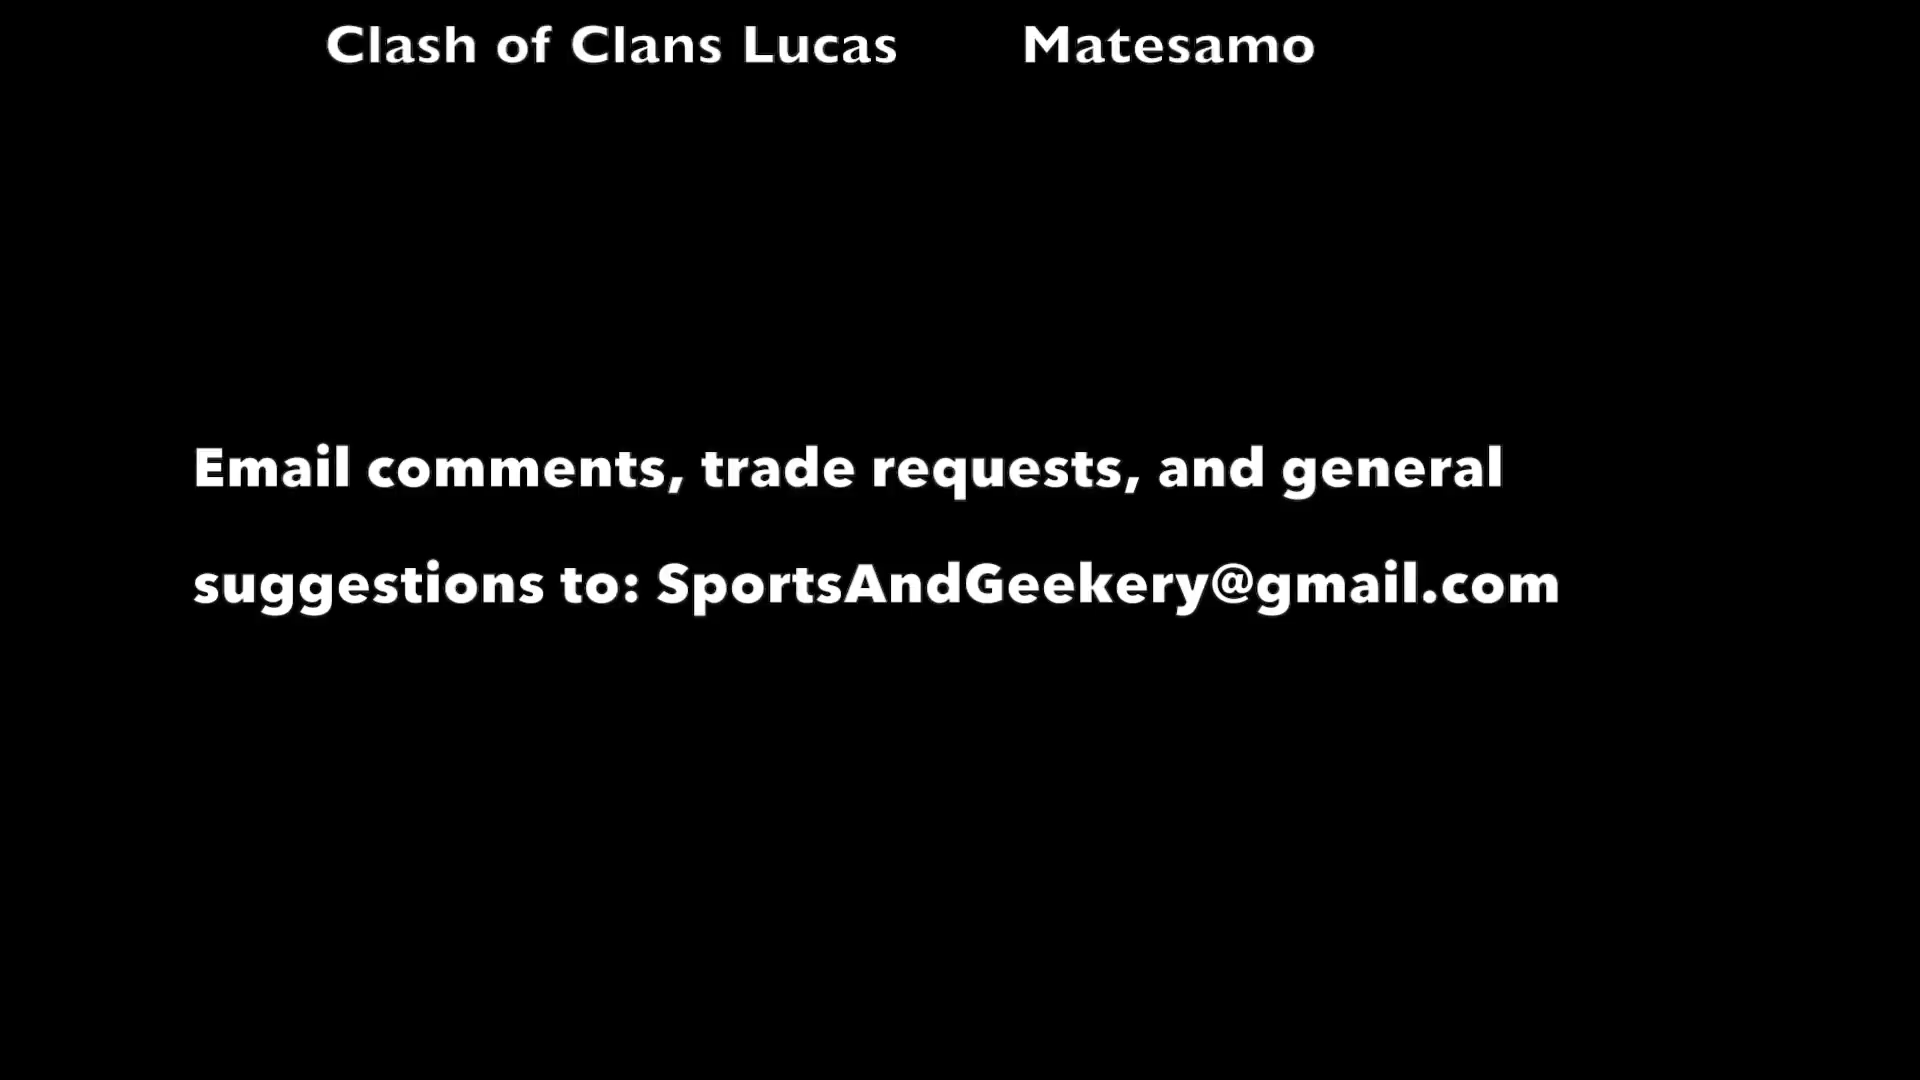 Clash of Clans Lucas Matesamo
Email comments, trade requests, and general
suggestions to: SportsAndGeekery@gmail.com